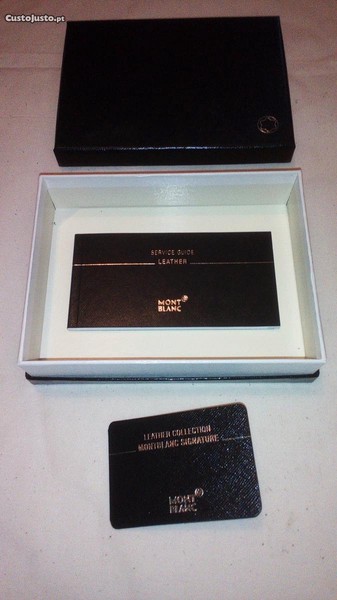 CustoJusto.pt
SERVICE GUIDE
LEATHER
MONT
BLANC
LEATHER COLLECTION
MONTBLANC SIGNATURE
MONT
BLANC